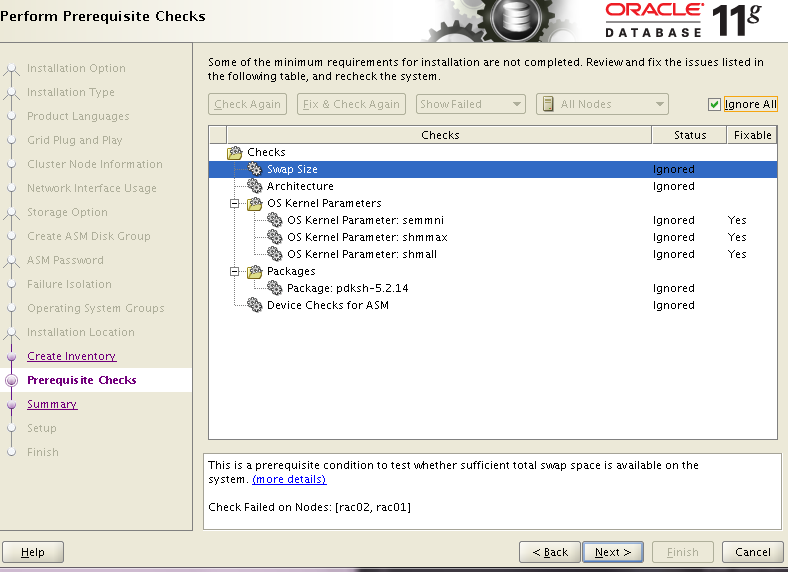 Perform Prerequisite Checks
ORACLE
DATABASE
11g
Installation Option
Installation Type
Product Languages
Grid Plug and Play
Cluster Node Information
Network Interface Usage
Storage Option
Create ASM Disk Group
ASM Password
Failure Isolation
Operating System Groups
Installation Location
Create Inventory
Prerequisite Checks
Summary
Setup
Finish
Some of the minimum requirements for installation are not completed. Review and fix the issues listed in
the following table, and recheck the system.
Check Again Fix & Check Again Show Failed All Nodes Ignore All
Checks Status Fixable
Checks
Swap Size Ignored
Architecture Ignored
OS Kernel Parameters
OS Kernel Parameter: semmni Ignored Yes
OS Kernel Parameter: shmmax Ignored Yes
OS Kernel Parameter: shmall Ignored Yes
Packages
Package: pdksh-5.2.14 Ignored
Device Checks for ASM Ignored
This is a prerequisite condition to test whether sufficient total swap space is available on the
system. (more details)
Check Failed on Nodes: [rac02, rac01]
Help < Back Next > Finish Cancel